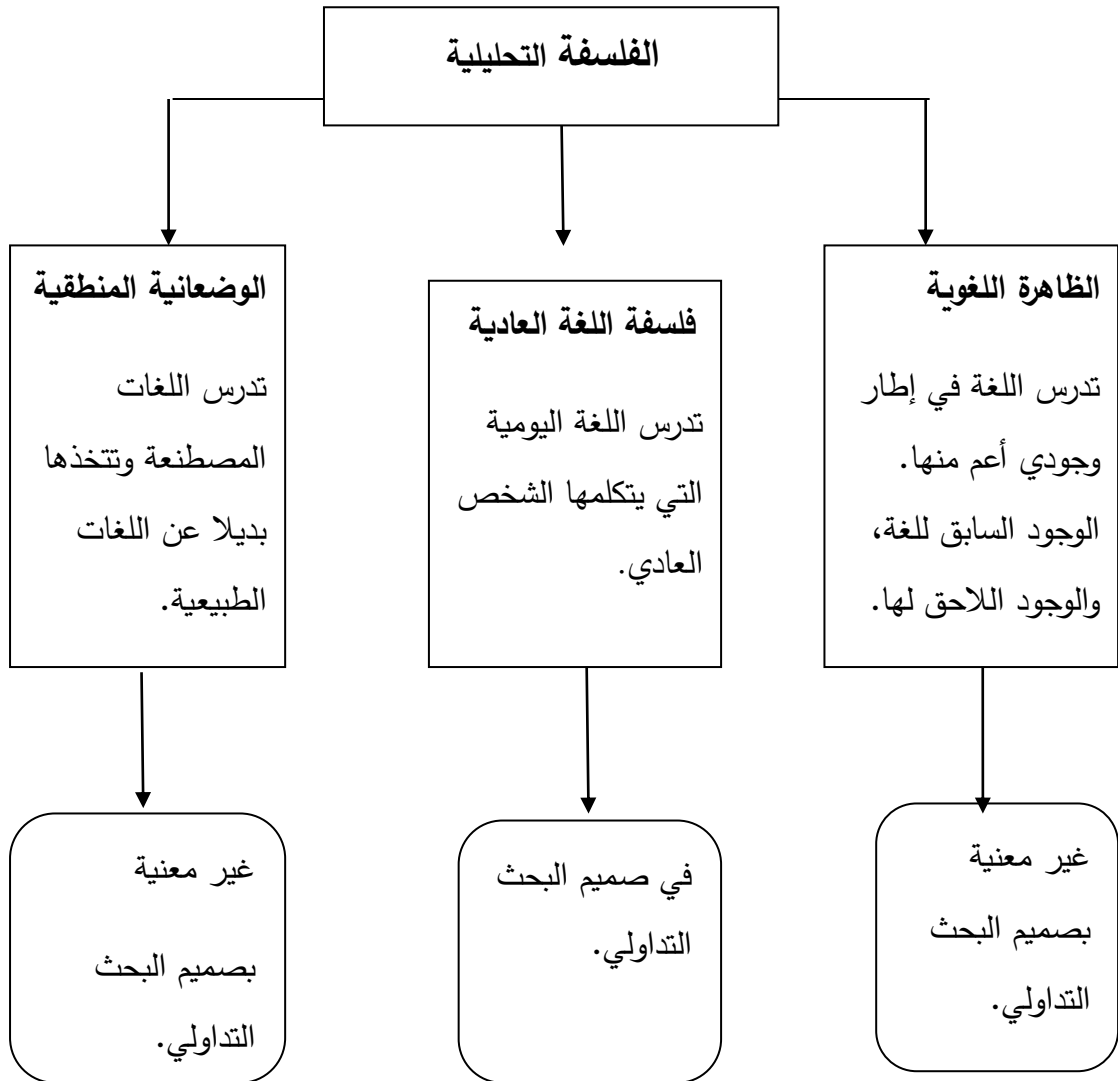 الفلسفة التحليلية
الظاهرة اللغوية
تدرس اللغة في إطار
وجودي أعم منها.
الوجود السابق للغة،
والوجود اللاحق لها.
فلسفة اللغة العادية
تدرس اللغة اليومية
التي يتكلمها الشخص
العادي.
الوضعانية المنطقية
تدرس اللغات
المصطنعة وتتخذها
بديلا عن اللغات
الطبيعية.
غير معنية
بصميم البحث
التداولي.
في صميم البحث
التداولي.
غير معنية
بصميم البحث
التداولي.